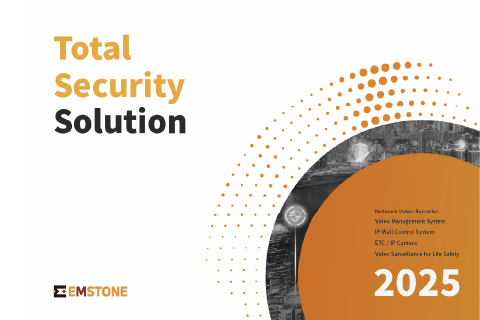 Total
Security
Solution
Network Video Recorder
Video Management System
IP Wall Control System
ETC / IP Camera
Video Surveillance for Life Safety
2025
EMSTONE